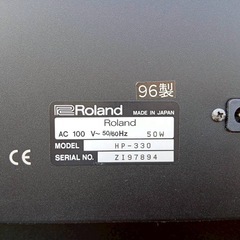 96製
Roland MADE IN JAPAN
Roland
AC 100 V~50/60Hz 50W
MODEL HP-330
SERIAL NO. ZI97894
CE